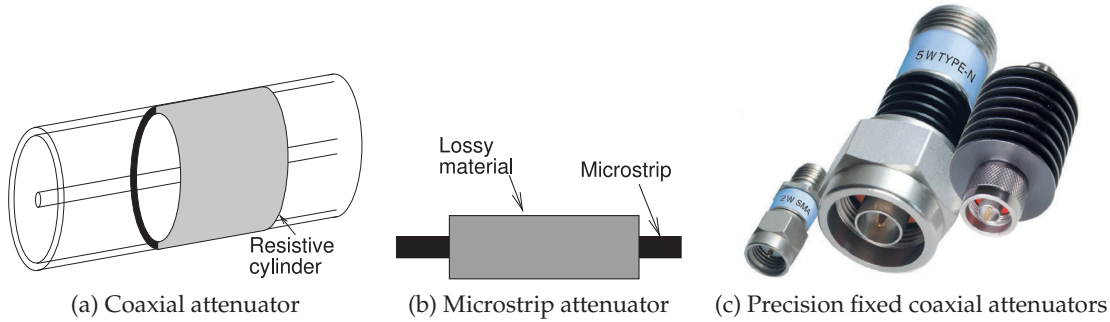 5 W TYPE-N
2W SMA
Lossy
material
Microstrip
Resistive
cylinder
(a) Coaxial attenuator
(b) Microstrip attenuator
(c) Precision fixed coaxial attenuators